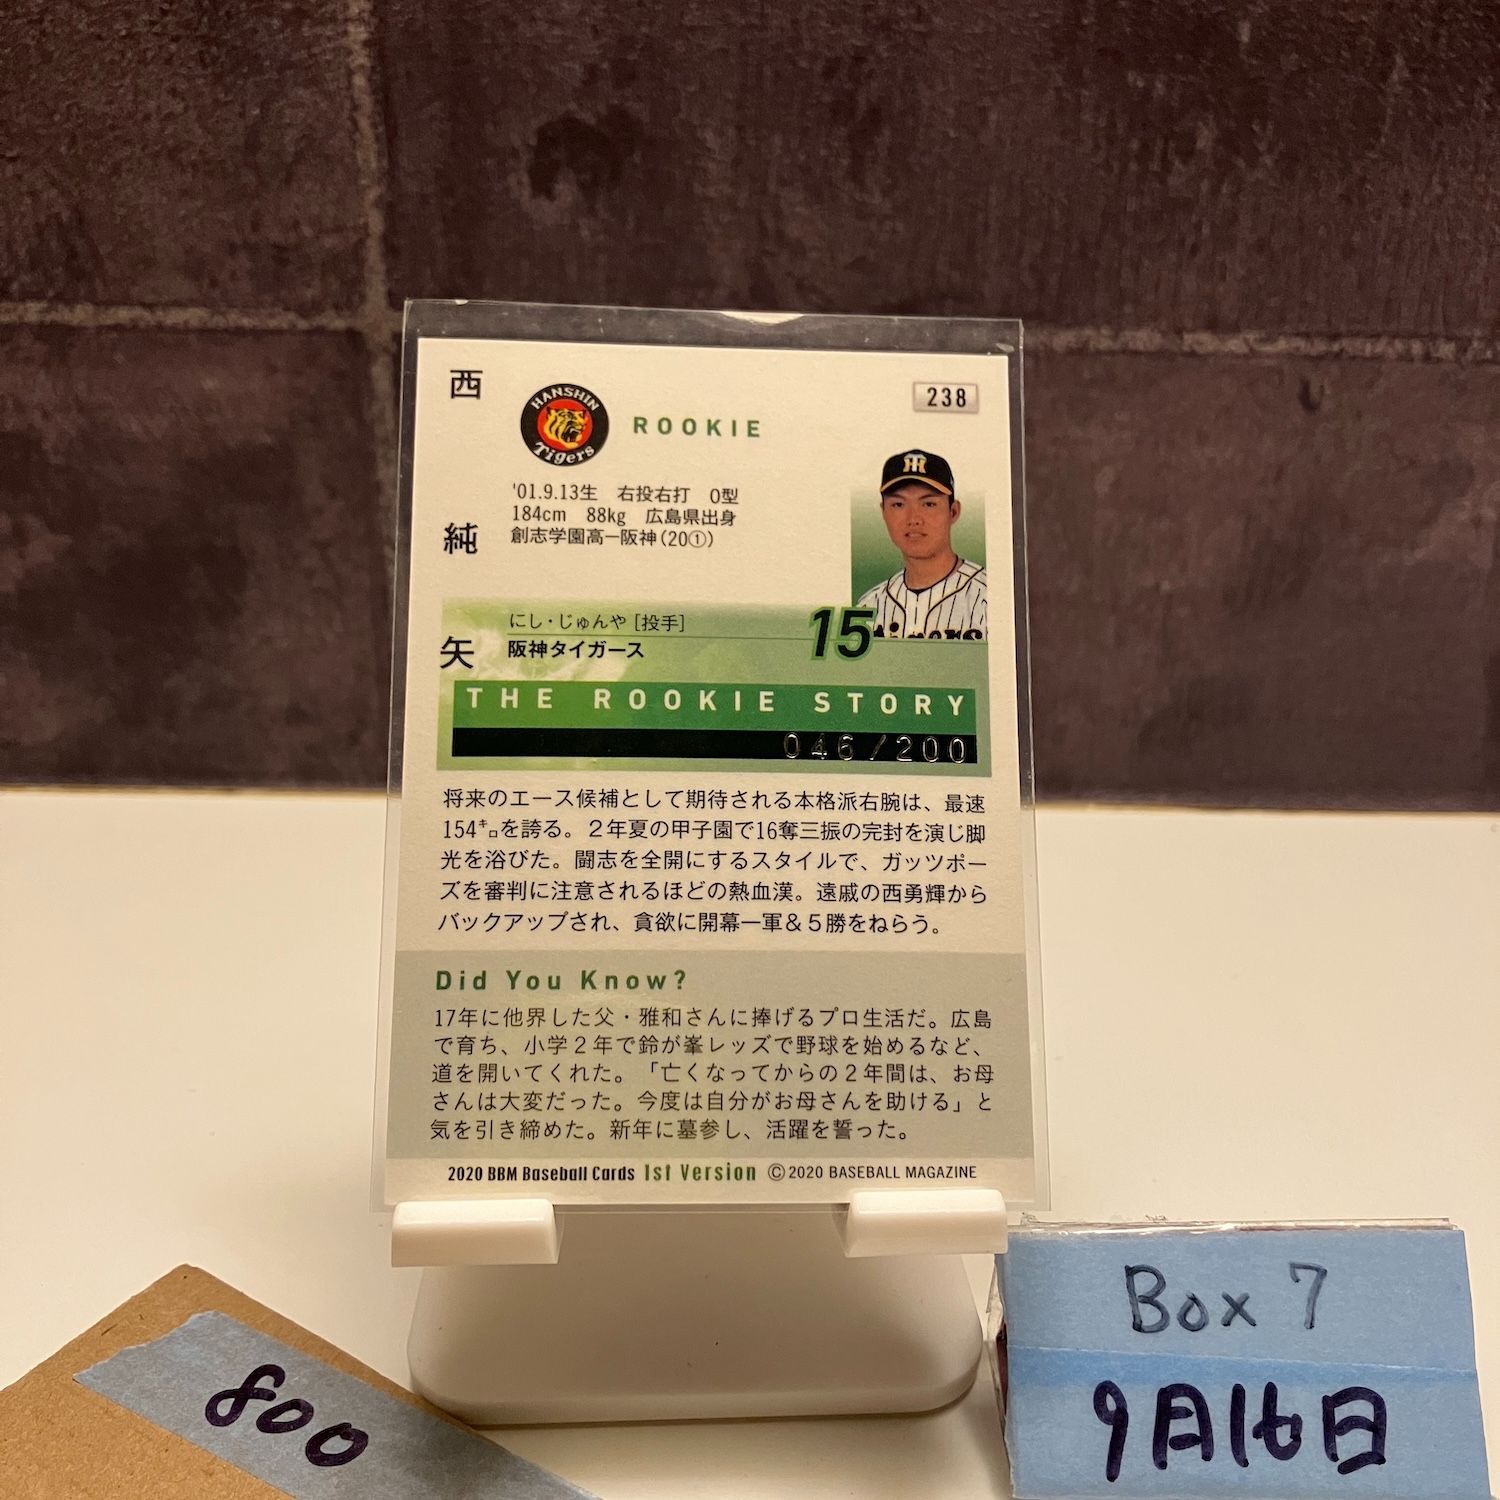 西
純
矢
HANSHIN
Tigers
ROOKIE
238
'01.9.13生 右投右打 O型
184cm 88kg 広島県出身
創志学園高ー阪神(20①)
にし・じゅんや [投手]
阪神タイガース
15
Tigers
THE ROOKIE STORY
046/200
将来のエース候補として期待される本格派右腕は、最速
154㌔を誇る。2年夏の甲子園で16奪三振の完封を演じ脚
光を浴びた。闘志を全開にするスタイルで、ガッツポー
ズを審判に注意されるほどの熱血漢。遠戚の西勇輝から
バックアップされ、貪欲に開幕一軍&5勝をねらう。
Did You Know?
17年に他界した父・雅和さんに捧げるプロ生活だ。広島
で育ち、小学2年で鈴が峯レッズで野球を始めるなど、
道を開いてくれた。「亡くなってからの2年間は、お母
さんは大変だった。今度は自分がお母さんを助ける」と
気を引き締めた。新年に墓参し、活躍を誓った。
2020 BBM Baseball Cards 1st Version ©2020 BASEBALL MAGAZINE
800
Box 7
9月16日